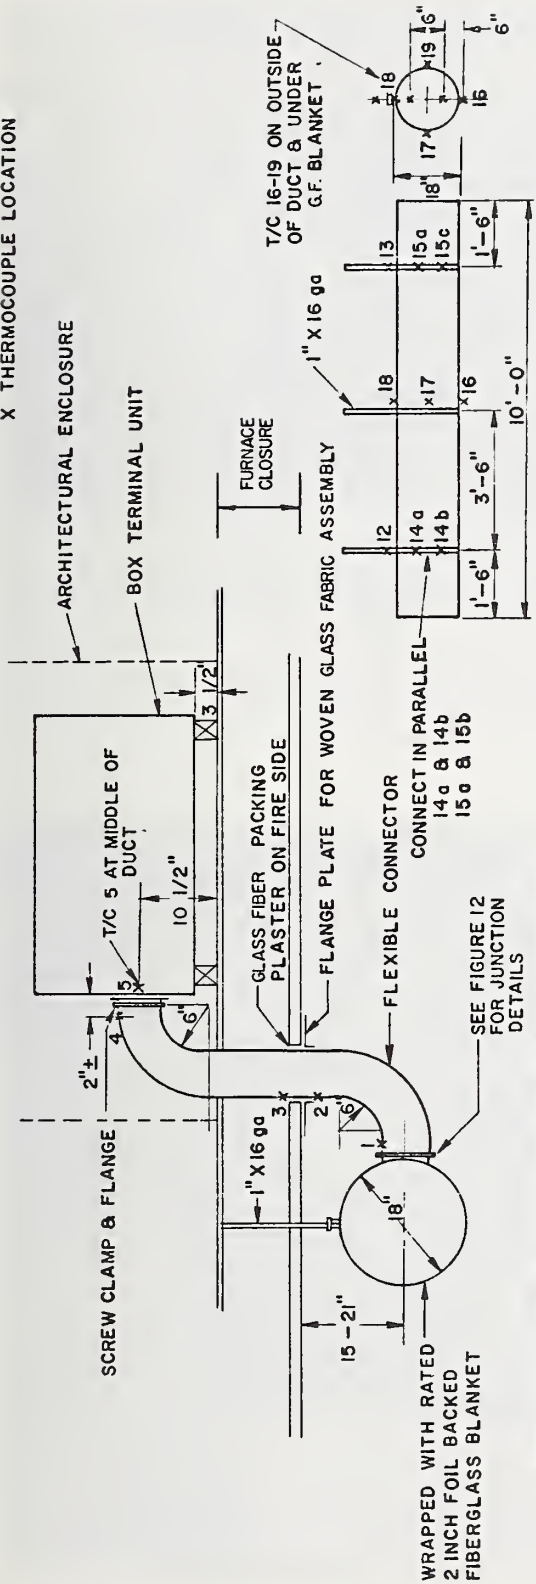 X THERMOCOUPLE LOCATION
ARCHITECTURAL ENCLOSURE
BOX TERMINAL UNIT
T/C 5 AT MIDDLE OF
DUCT
10 1/2"
3 1/2"
5
4
2"±
6"
SCREW CLAMP & FLANGE
FURNACE
CLOSURE
GLASS FIBER PACKING
PLASTER ON FIRE SIDE
FLANGE PLATE FOR WOVEN GLASS FABRIC ASSEMBLY
FLEXIBLE CONNECTOR
SEE FIGURE 12
FOR JUNCTION
DETAILS
3
2
6"
1
1" X 16 ga
18"
15 - 21"
WRAPPED WITH RATED
2 INCH FOIL BACKED
FIBERGLASS BLANKET
T/C 16-19 ON OUTSIDE
OF DUCT & UNDER
G.F. BLANKET
18
19
17
16
6"
6"
18"
1" X 16 ga
12
14a
14b
18
17
16
13
15a
15c
CONNECT IN PARALLEL
14a & 14b
15a & 15b
1'-6"
3'-6"
1'-6"
10'-0"